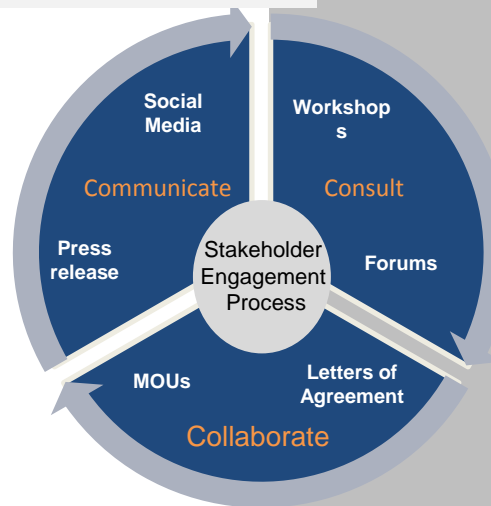 Social
Media
Communicate
Press
release
Workshop
s
Consult
Forums
Stakeholder
Engagement
Process
MOUs
Letters of
Agreement
Collaborate